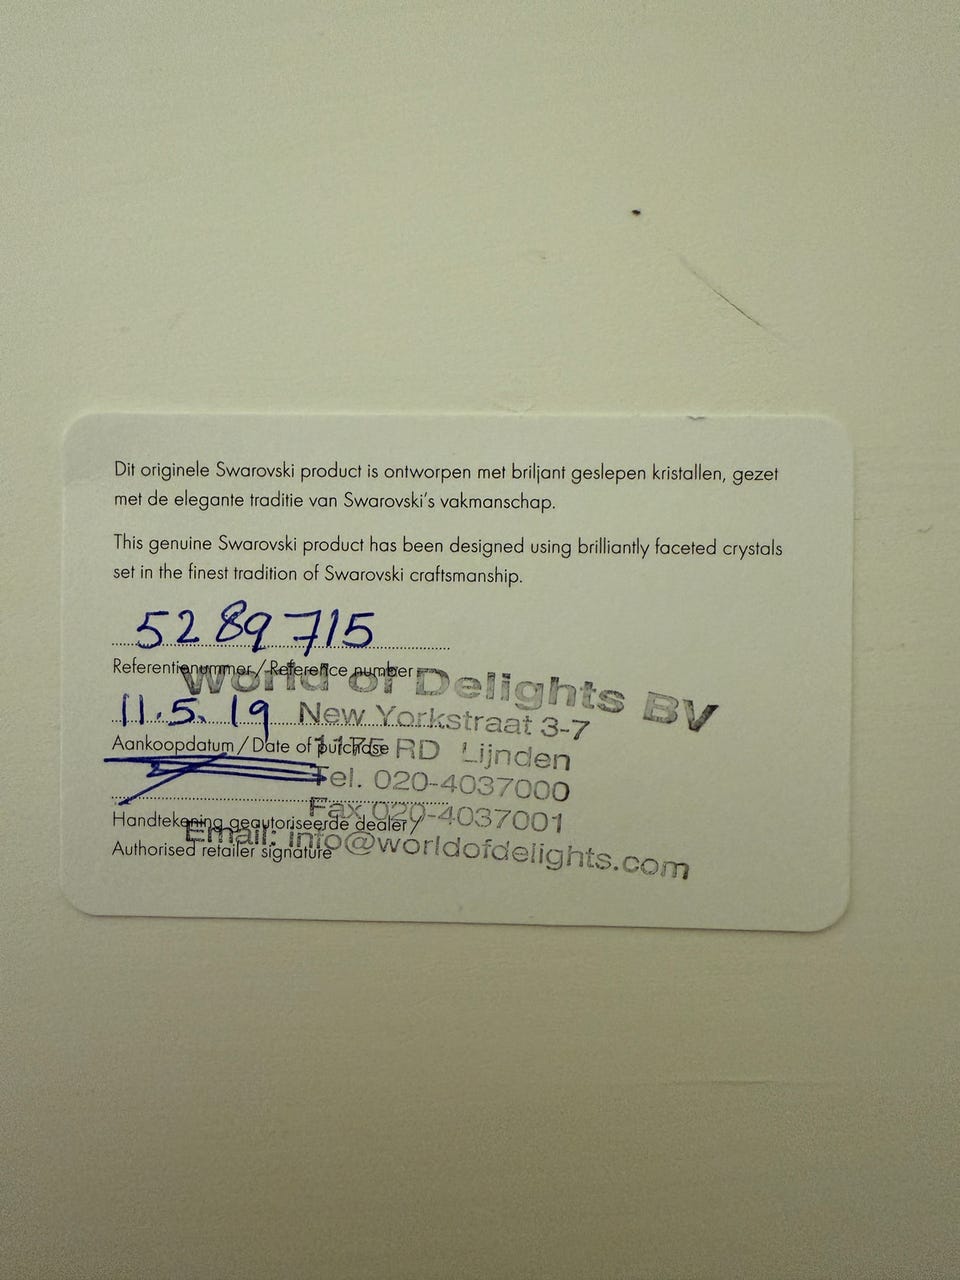 Dit originele Swarovski product is ontworpen met briljant geslepen kristallen, gezet
met de elegante traditie van Swarovski's vakmanschap.
This genuine Swarovski product has been designed using brilliantly faceted crystals
set in the finest tradition of Swarovski craftsmanship.
5289715
Referentienummer / Reference number
World of Delights BV
11.5.19
New Yorkstraat 3-7
Aankoopdatum / Date of purchase
1175 RD Lijnden
Tel. 020-4037000
Fax 020-4037001
Handtekening geautoriseerde dealer /
Email: info@worldofdelights.com
Authorised retailer signature